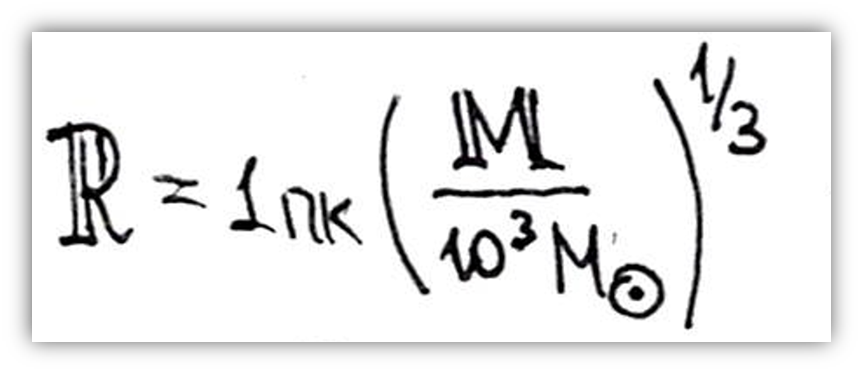 ℝ = 1пк (𝕄 / 10³ M☉)^1/3